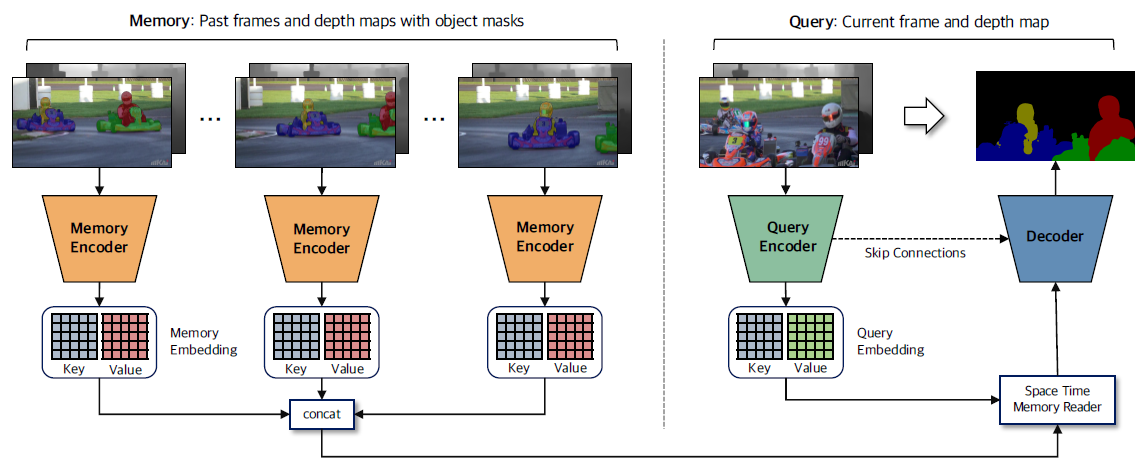 Memory: Past frames and depth maps with object masks
Query: Current frame and depth map
...
...
Memory
Encoder
Memory
Encoder
Memory
Encoder
Query
Encoder
Decoder
Skip Connections
Key Value
Memory
Embedding
Key Value
Key Value
Key Value
Query
Embedding
concat
Space Time
Memory Reader
99